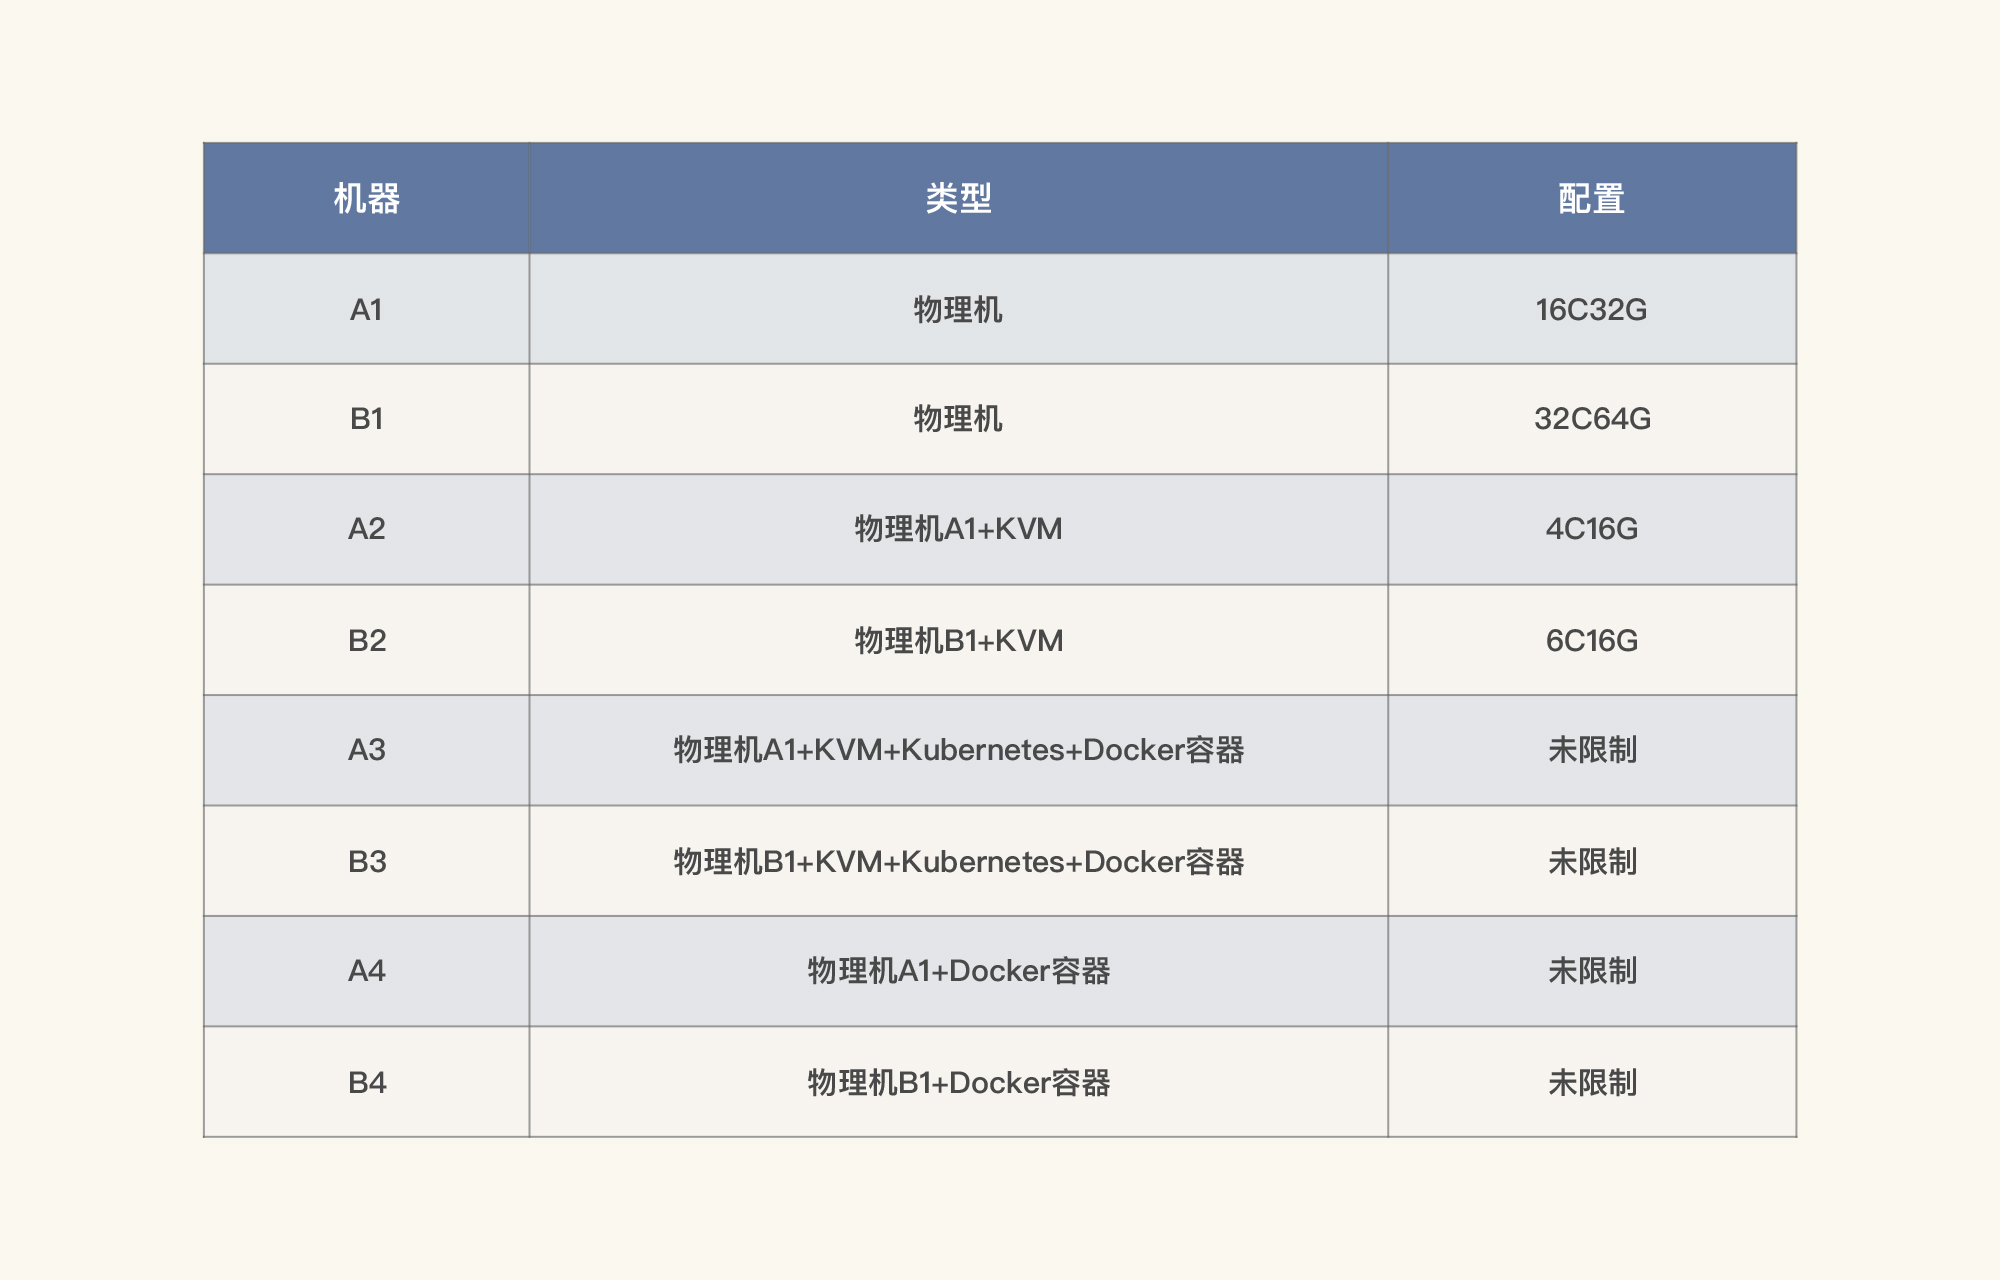 机器 类型 配置
A1 物理机 16C32G
B1 物理机 32C64G
A2 物理机A1+KVM 4C16G
B2 物理机B1+KVM 6C16G
A3 物理机A1+KVM+Kubernetes+Docker容器 未限制
B3 物理机B1+KVM+Kubernetes+Docker容器 未限制
A4 物理机A1+Docker容器 未限制
B4 物理机B1+Docker容器 未限制